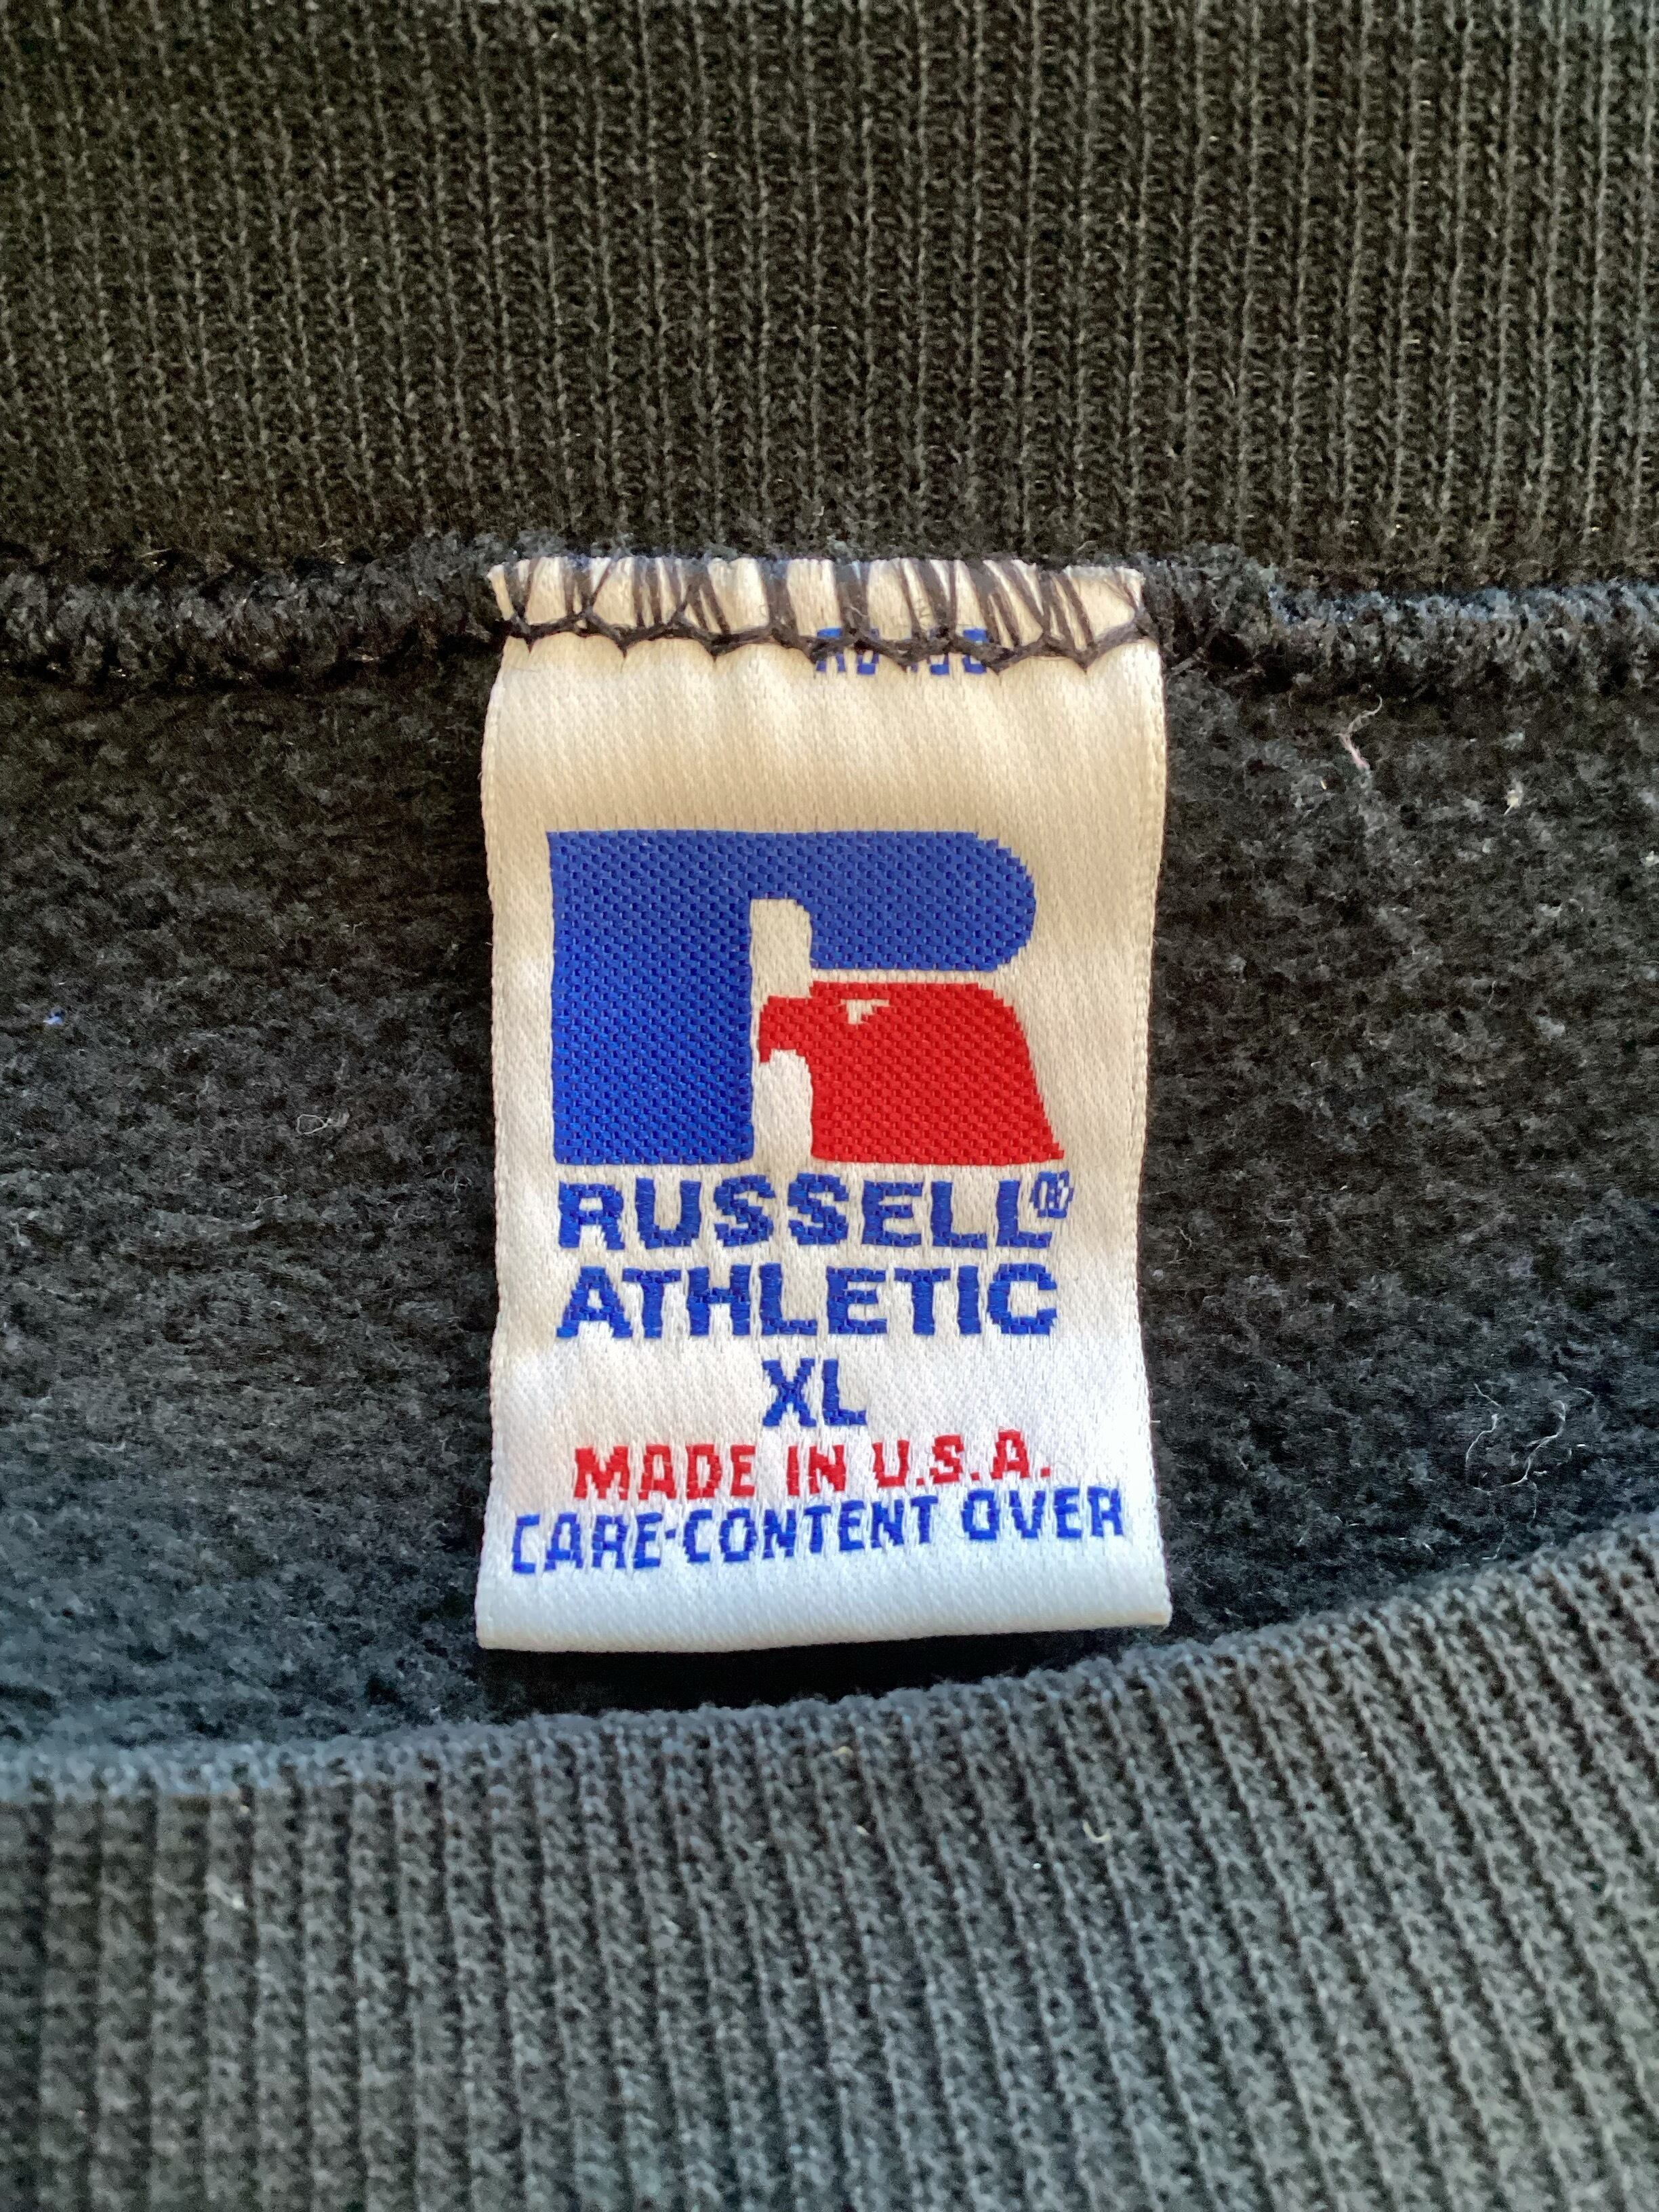 RUSSELL®
ATHLETIC
XL
MADE IN U.S.A.
CARE-CONTENT OVER